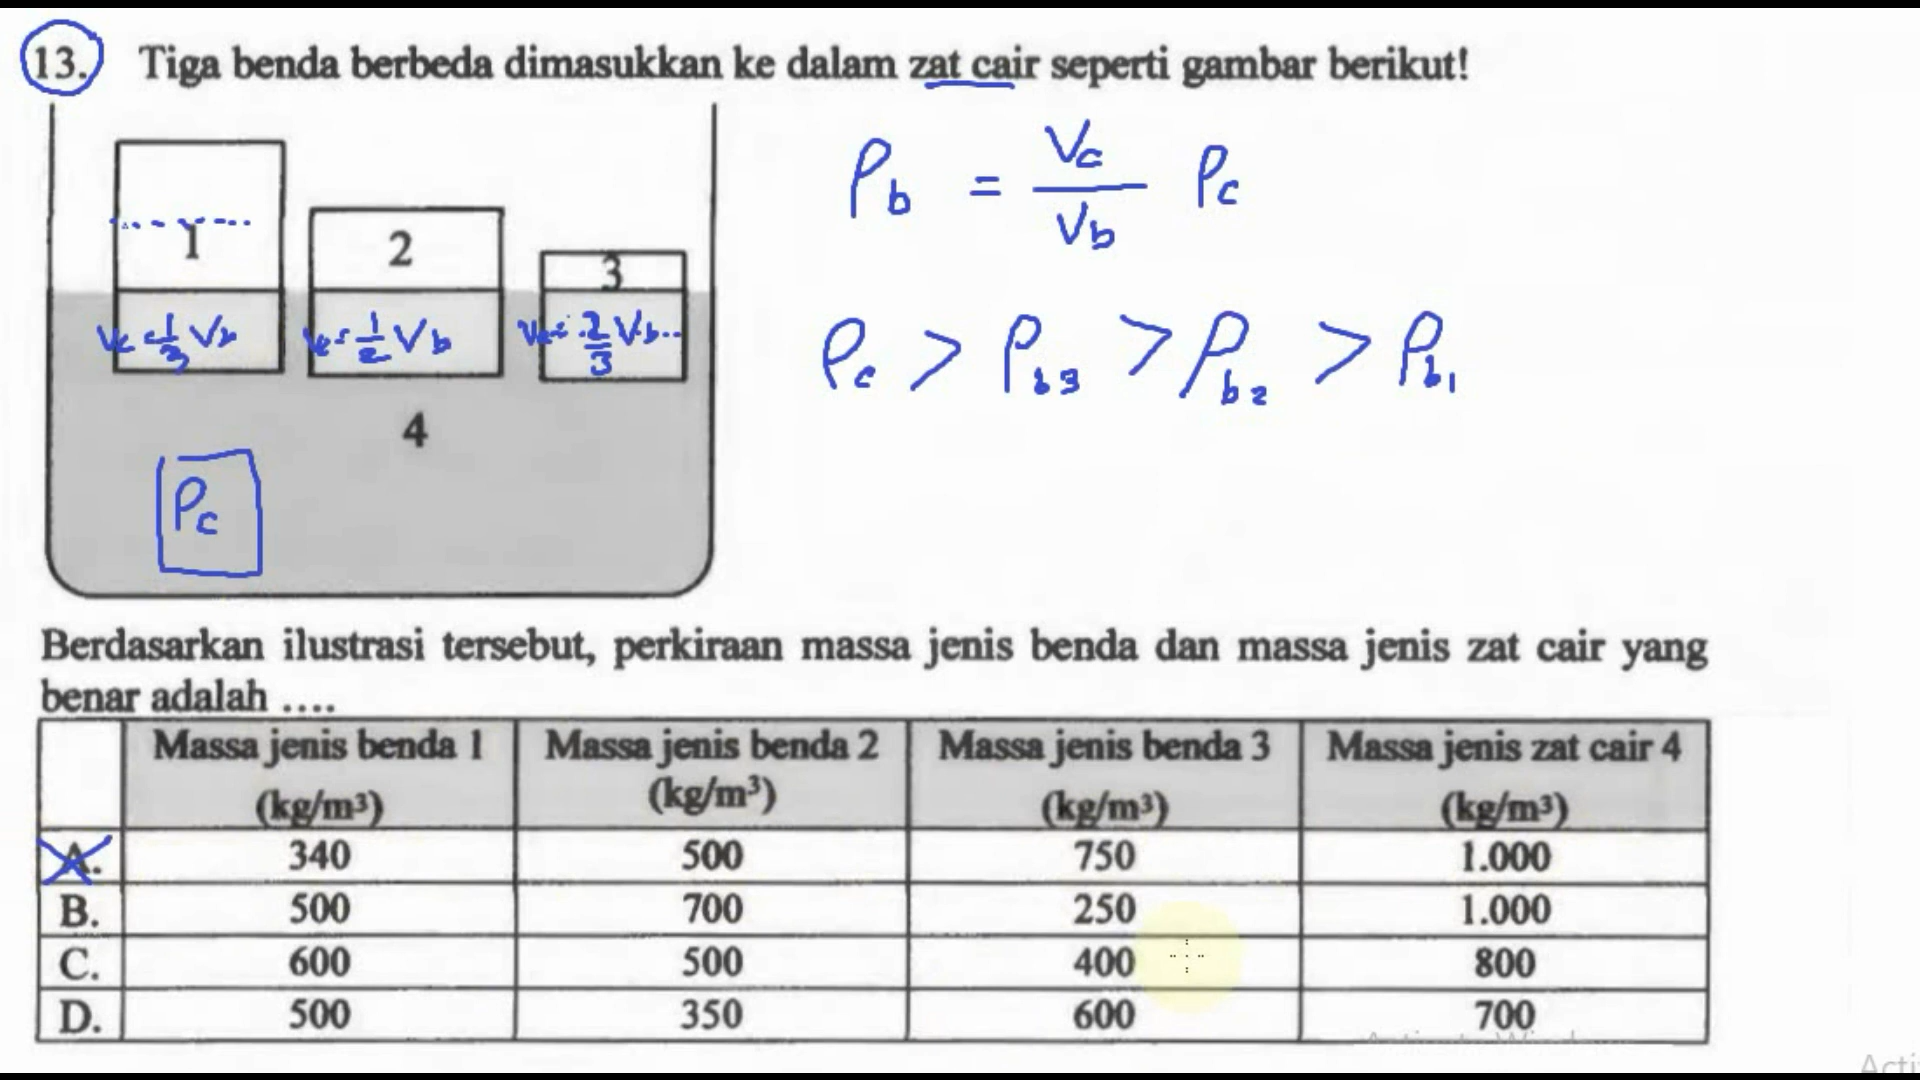 13. Tiga benda berbeda dimasukkan ke dalam zat cair seperti gambar berikut!
ρb = Vc/Vb ρc
1
2
3
Vc = 1/3 Vb
Vc = 1/2 Vb
Vc = 2/3 Vb
ρc > ρb3 > ρb2 > ρb1
4
ρc
Berdasarkan ilustrasi tersebut, perkiraan massa jenis benda dan massa jenis zat cair yang
benar adalah ....
Massa jenis benda 1 (kg/m³) Massa jenis benda 2 (kg/m³) Massa jenis benda 3 (kg/m³) Massa jenis zat cair 4 (kg/m³)
A. 340 500 750 1.000
B. 500 700 250 1.000
C. 600 500 400 800
D. 500 350 600 700
Acti